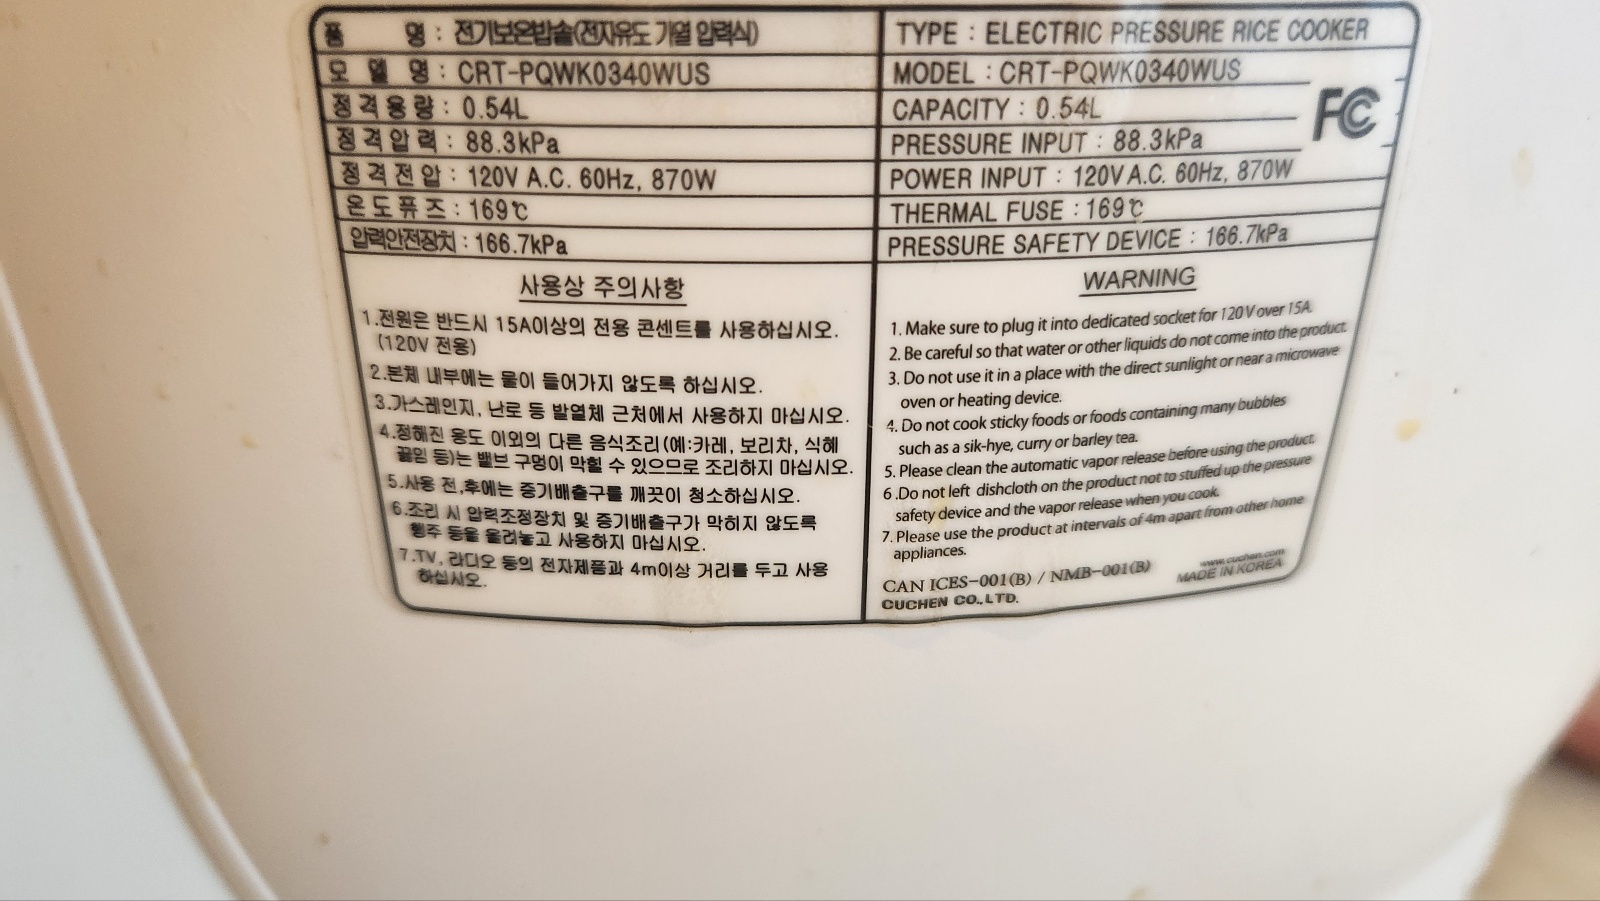 품 명 : 전기보온밥솥(전자유도 가열 압력식)
모 델 명 : CRT-PQWK0340WUS
정격용량 : 0.54L
정격압력 : 88.3kPa
정격전압 : 120V A.C. 60Hz, 870W
온도퓨즈 : 169℃
압력안전장치 : 166.7kPa
사용상 주의사항
1.전원은 반드시 15A이상의 전용 콘센트를 사용하십시오.
(120V 전용)
2.본체 내부에는 물이 들어가지 않도록 하십시오.
3.가스레인지, 난로 등 발열체 근처에서 사용하지 마십시오.
4.정해진 용도 이외의 다른 음식조리(예:카레, 보리차, 식혜
끓임 등)는 밸브 구멍이 막힐 수 있으므로 조리하지 마십시오.
5.사용 전,후에는 증기배출구를 깨끗이 청소하십시오.
6.조리 시 압력조정장치 및 증기배출구가 막히지 않도록
행주 등을 올려놓고 사용하지 마십시오.
7.TV, 라디오 등의 전자제품과 4m이상 거리를 두고 사용
하십시오.
TYPE : ELECTRIC PRESSURE RICE COOKER
MODEL : CRT-PQWK0340WUS
CAPACITY : 0.54L
FC
PRESSURE INPUT : 88.3kPa
POWER INPUT : 120V A.C. 60Hz, 870W
THERMAL FUSE : 169℃
PRESSURE SAFETY DEVICE : 166.7kPa
WARNING
1. Make sure to plug it into dedicated socket for 120V over 15A.
2. Be careful so that water or other liquids do not come into the product.
3. Do not use it in a place with the direct sunlight or near a microwave
oven or heating device.
4. Do not cook sticky foods or foods containing many bubbles
such as a sik-hye, curry or barley tea.
5. Please clean the automatic vapor release before using the product.
6 .Do not left dishcloth on the product not to stuffed up the pressure
safety device and the vapor release when you cook.
7. Please use the product at intervals of 4m apart from other home
appliances.
www.cuchen.com
CAN ICES-001(B) / NMB-001(B) MADE IN KOREA
CUCHEN CO.,LTD.